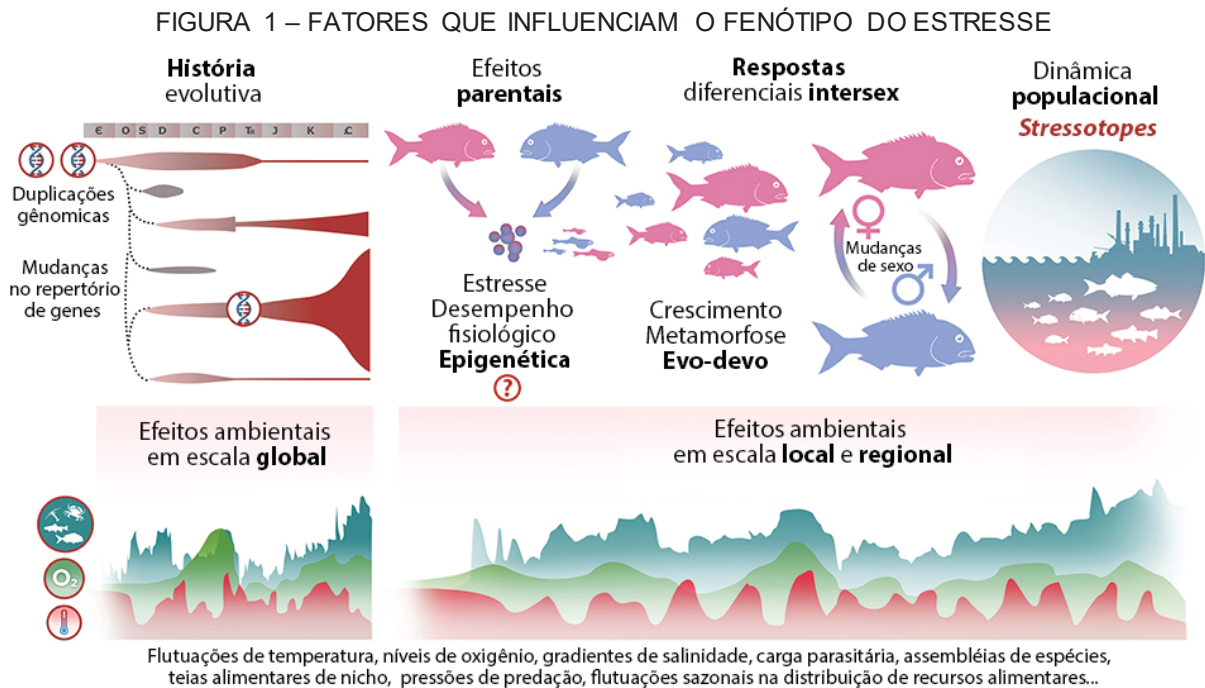 FIGURA 1 – FATORES QUE INFLUENCIAM O FENÓTIPO DO ESTRESSE
História
evolutiva
Є O S D C P Tʀ J K
Duplicações
gênomicas
Mudanças
no repertório
de genes
Efeitos
parentais
Estresse
Desempenho
fisiológico
Epigenética
?
Respostas
diferenciais intersex
Mudanças
de sexo
Crescimento
Metamorfose
Evo-devo
Dinâmica
populacional
Stressotopes
Efeitos ambientais
em escala global
Efeitos ambientais
em escala local e regional
O₂
Flutuações de temperatura, níveis de oxigênio, gradientes de salinidade, carga parasitária, assembléias de espécies,
teias alimentares de nicho, pressões de predação, flutuações sazonais na distribuição de recursos alimentares...